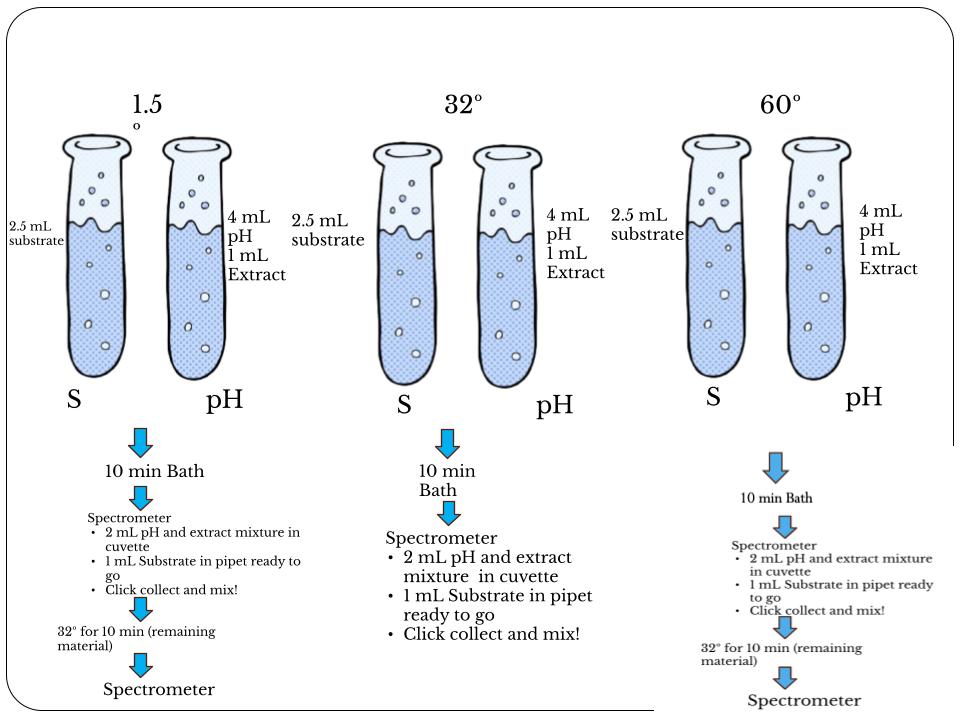 1.5
º
32º
60º
2.5 mL
substrate
4 mL
pH
1 mL
Extract
2.5 mL
substrate
4 mL
pH
1 mL
Extract
2.5 mL
substrate
4 mL
pH
1 mL
Extract
S
pH
S
pH
S
pH
10 min Bath
Spectrometer
• 2 mL pH and extract mixture in
cuvette
• 1 mL Substrate in pipet ready to
go
• Click collect and mix!
32º for 10 min (remaining
material)
Spectrometer
10 min
Bath
Spectrometer
• 2 mL pH and extract
mixture in cuvette
• 1 mL Substrate in pipet
ready to go
• Click collect and mix!
10 min Bath
Spectrometer
• 2 mL pH and extract mixture
in cuvette
• 1 mL Substrate in pipet ready
to go
• Click collect and mix!
32º for 10 min (remaining
material)
Spectrometer